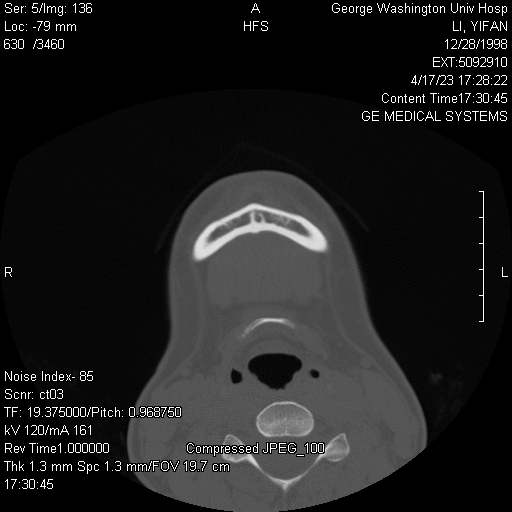 Ser: 5/Img: 136
Loc: -79 mm
630 /3460
A
HFS
George Washington Univ Hosp
LI, YIFAN
12/28/1998
EXT:5092910
4/17/23 17:28:22
Content Time17:30:45
GE MEDICAL SYSTEMS
R
L
Noise Index- 85
Scnr: ct03
TF: 19.375000/Pitch: 0.968750
kV 120/mA 161
Rev Time1.000000
Compressed JPEG_100
Thk 1.3 mm Spc 1.3 mm/FOV 19.7 cm
17:30:45